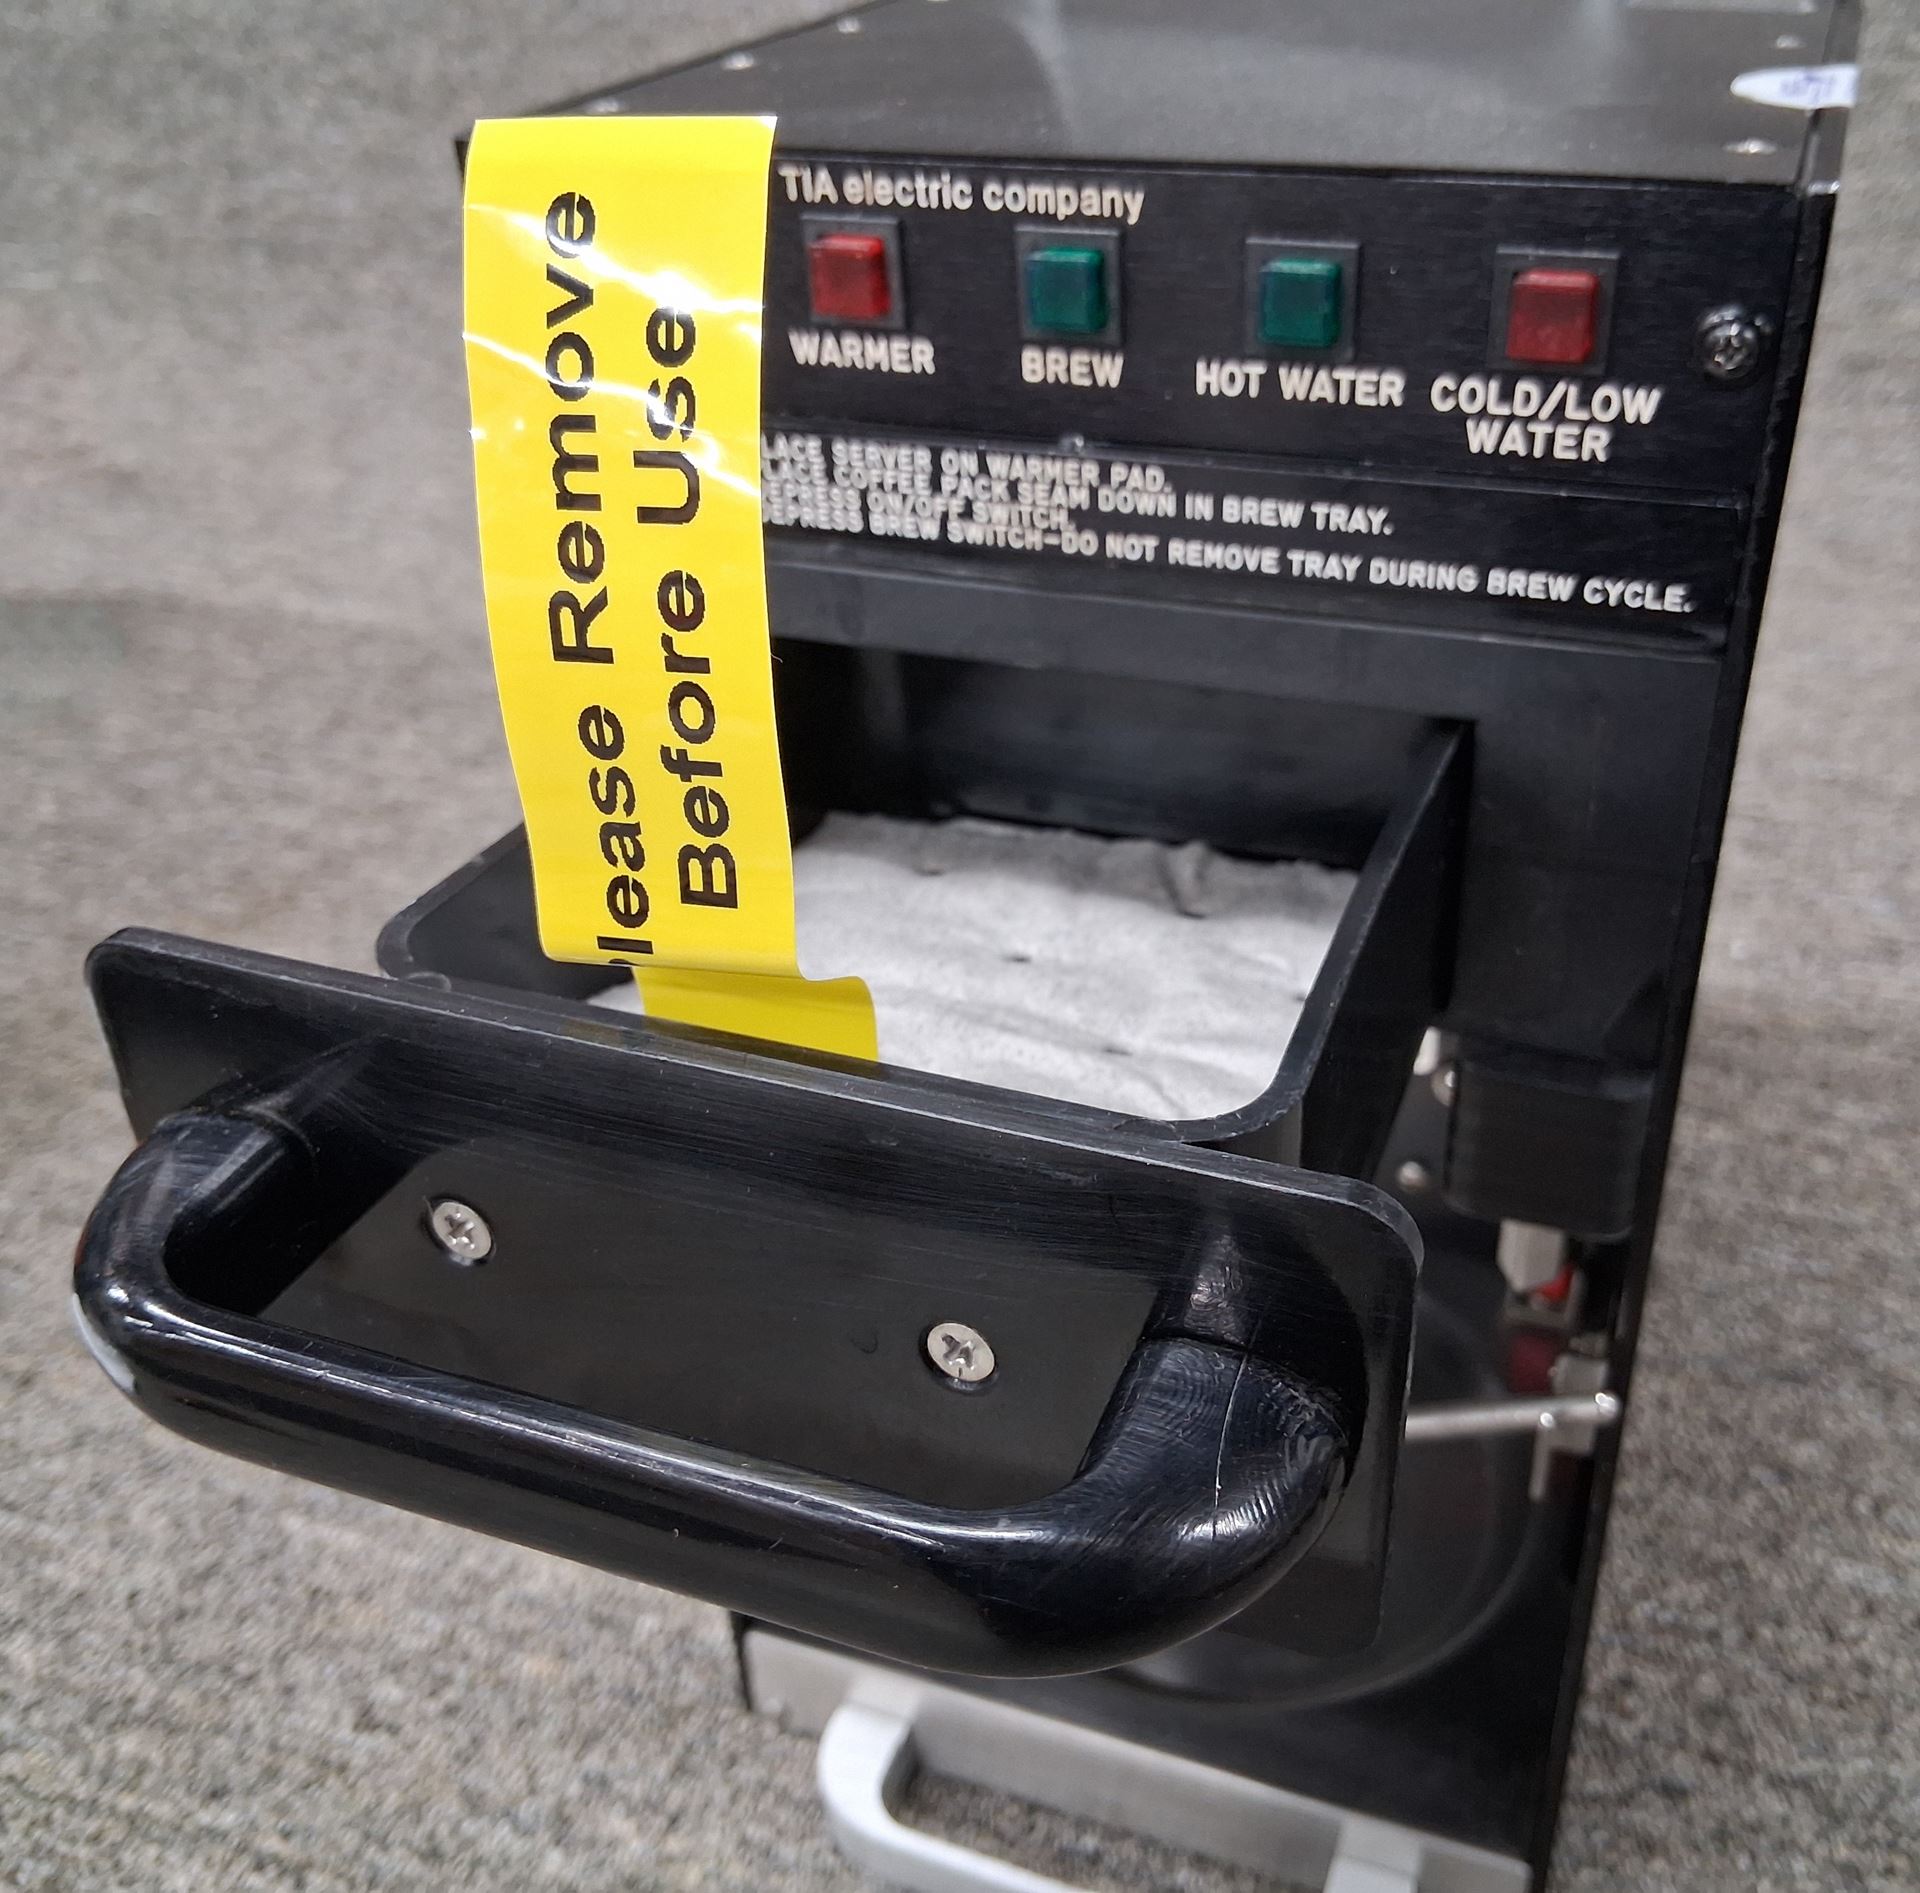 Please Remove
Before Use
TIA electric company
WARMER
BREW
HOT WATER
COLD/LOW
WATER
LACE SERVER ON WARMER PAD.
LACE COFFEE PACK SEAM DOWN IN BREW TRAY.
DEPRESS ON/OFF SWITCH.
DEPRESS BREW SWITCH-DO NOT REMOVE TRAY DURING BREW CYCLE.